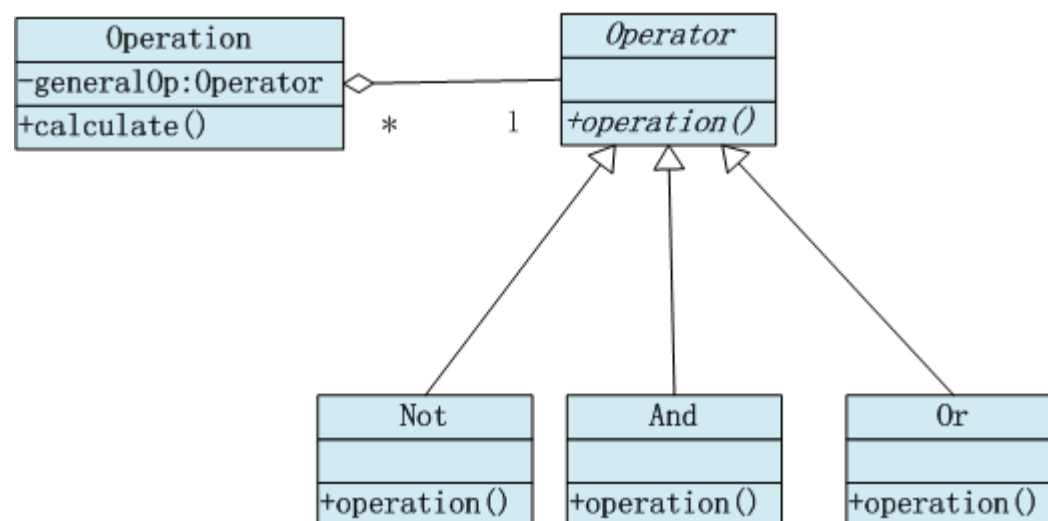 Operation
-generalOp:Operator
+calculate()
Operator
+operation()
*
1
Not
+operation()
And
+operation()
Or
+operation()